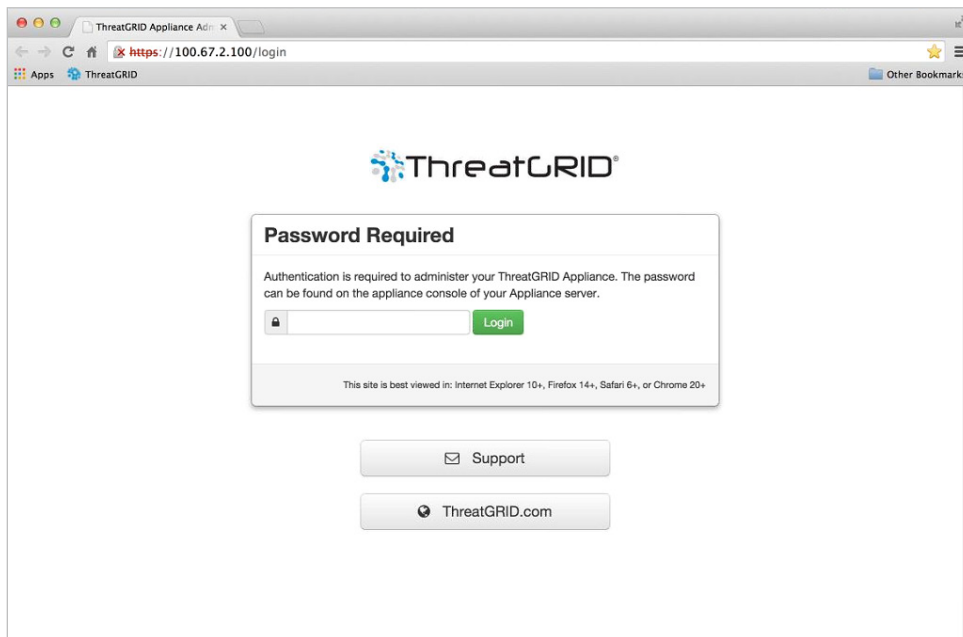 ThreatGRID Appliance Adm
https://100.67.2.100/login
Apps ThreatGRID Other Bookmarks
ThreatGRID®
Password Required
Authentication is required to administer your ThreatGRID Appliance. The password
can be found on the appliance console of your Appliance server.
Login
This site is best viewed in: Internet Explorer 10+, Firefox 14+, Safari 6+, or Chrome 20+
Support
ThreatGRID.com